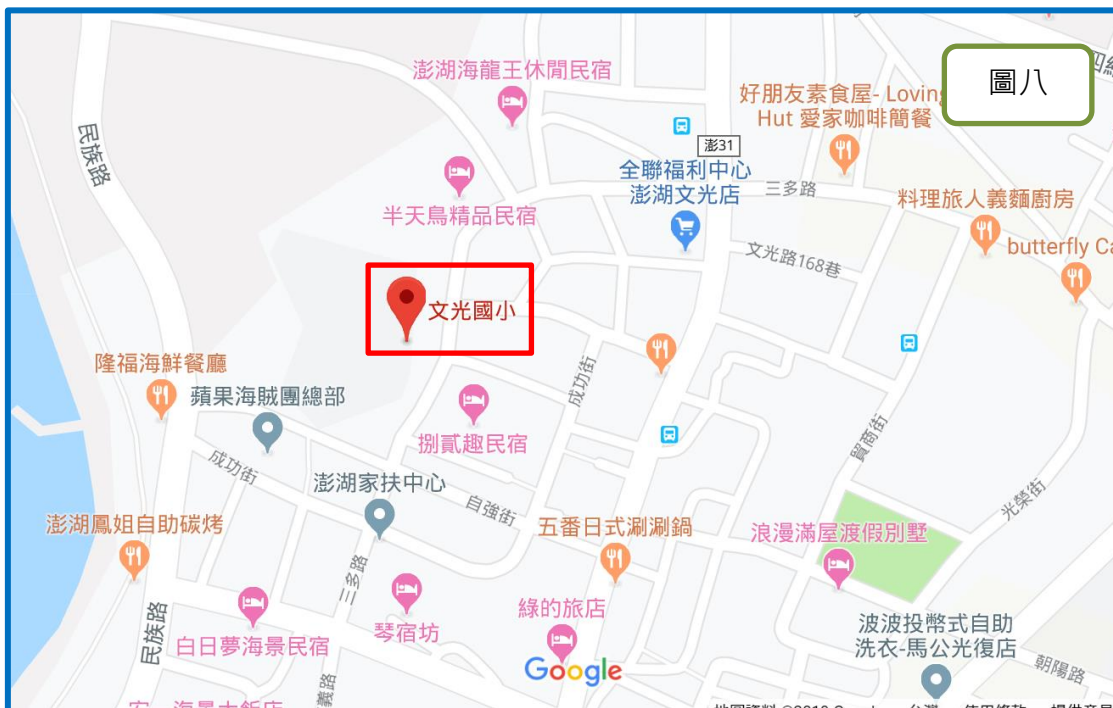 圖八
澎湖海龍王休閒民宿
好朋友素食屋- Loving
Hut 愛家咖啡簡餐
民族路
澎31
全聯福利中心
澎湖文光店
三多路
料理旅人義麵廚房
半天鳥精品民宿
butterfly
文光路168巷
文光國小
隆福海鮮餐廳
蘋果海賊團總部
成功街
捌貳趣民宿
貿商街
成功街
澎湖家扶中心
自強街
光榮街
澎湖鳳姐自助碳烤
五番日式涮涮鍋
浪漫滿屋渡假別墅
三多路
民族路
白日夢海景民宿
琴宿坊
綠的旅店
波波投幣式自助
洗衣-馬公光復店
朝陽路
Google
義路